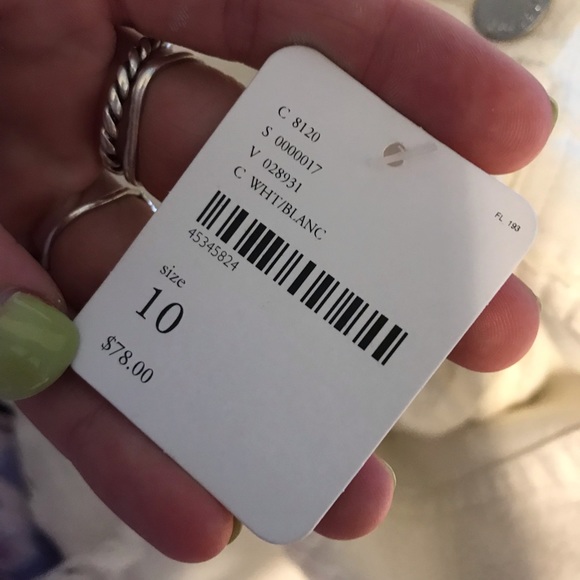 C 8120
S 0000017
V 028931
C WHT/BLANC
FL 193
45345824
size
10
$78.00